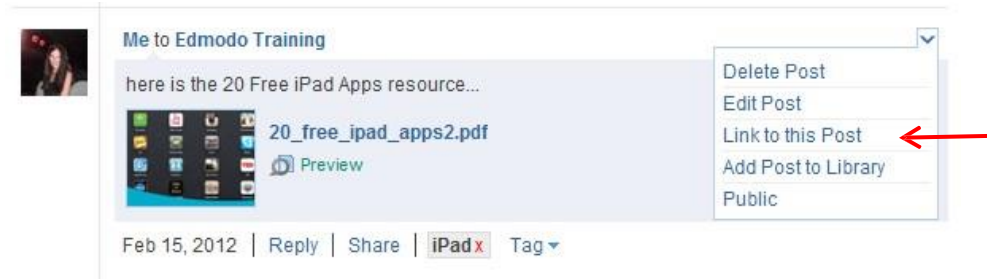 Me to Edmodo Training
here is the 20 Free iPad Apps resource...
20_free_ipad_apps2.pdf
Preview
Delete Post
Edit Post
Link to this Post
Add Post to Library
Public
Feb 15, 2012 | Reply | Share | iPad x Tag